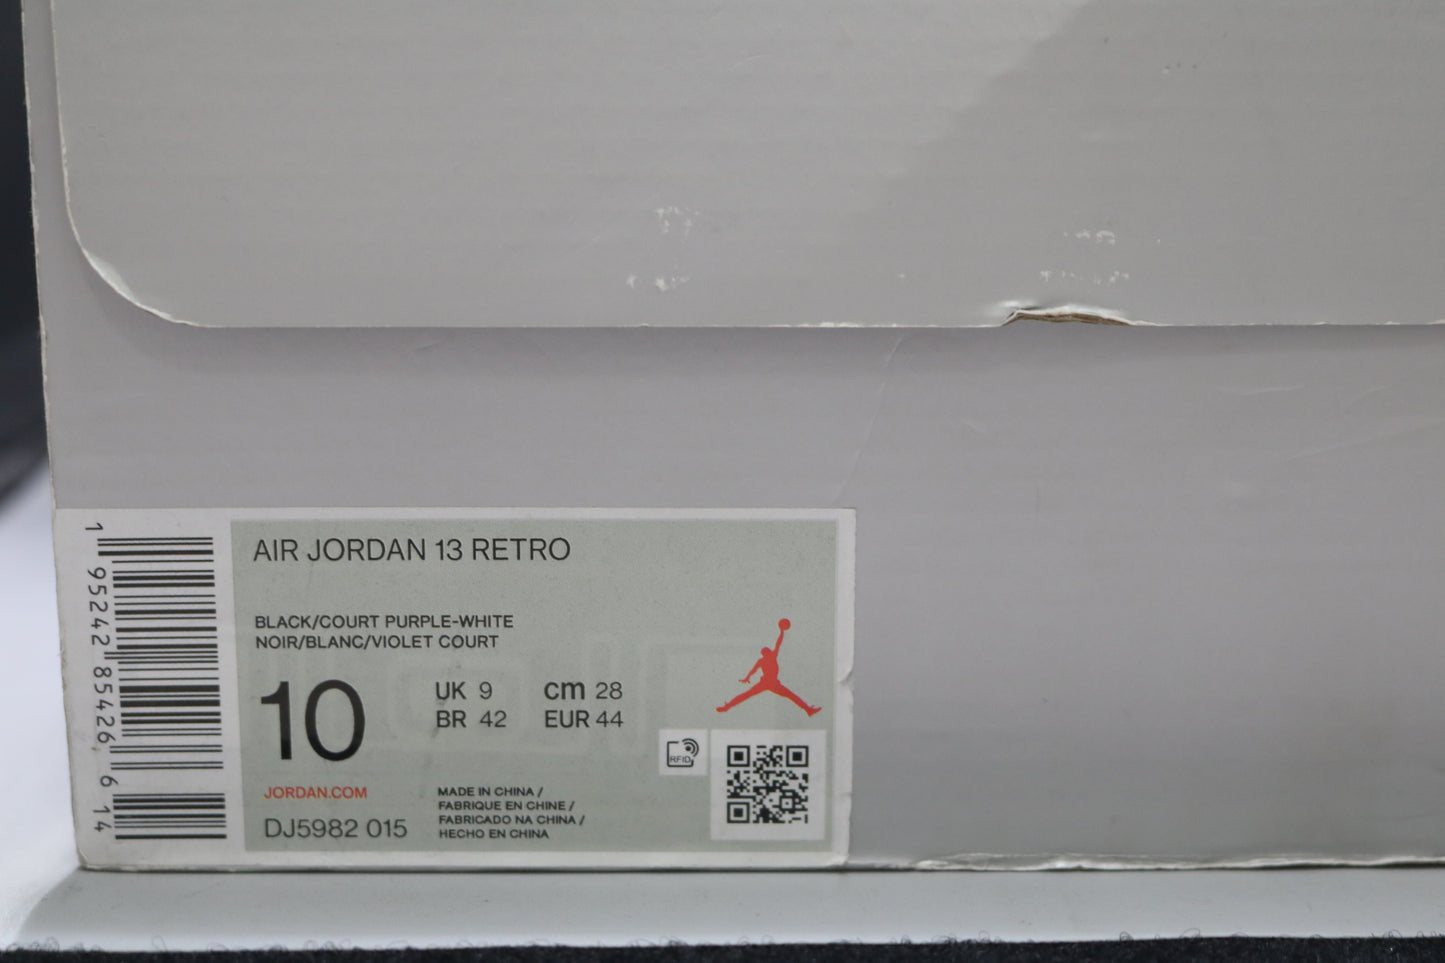 AIR JORDAN 13 RETRO
BLACK/COURT PURPLE-WHITE
NOIR/BLANC/VIOLET COURT
10
UK 9 cm 28
BR 42 EUR 44
JORDAN.COM
DJ5982 015
MADE IN CHINA /
FABRIQUE EN CHINE /
FABRICADO NA CHINA /
HECHO EN CHINA
RFID
1 95242 85426 6 14